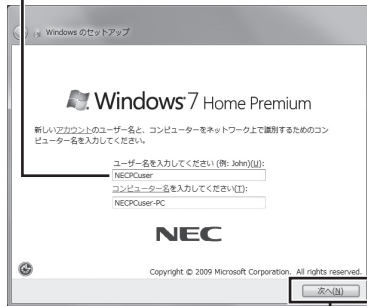 Windows のセットアップ
Windows 7 Home Premium
新しいアカウントのユーザー名と、コンピューターをネットワーク上で識別するためのコン
ピューター名を入力してください。
ユーザー名を入力してください (例: John)(U):
NECPCuser
コンピューター名を入力してください(T):
NECPCuser-PC
NEC
Copyright © 2009 Microsoft Corporation. All rights reserved.
次へ(N)